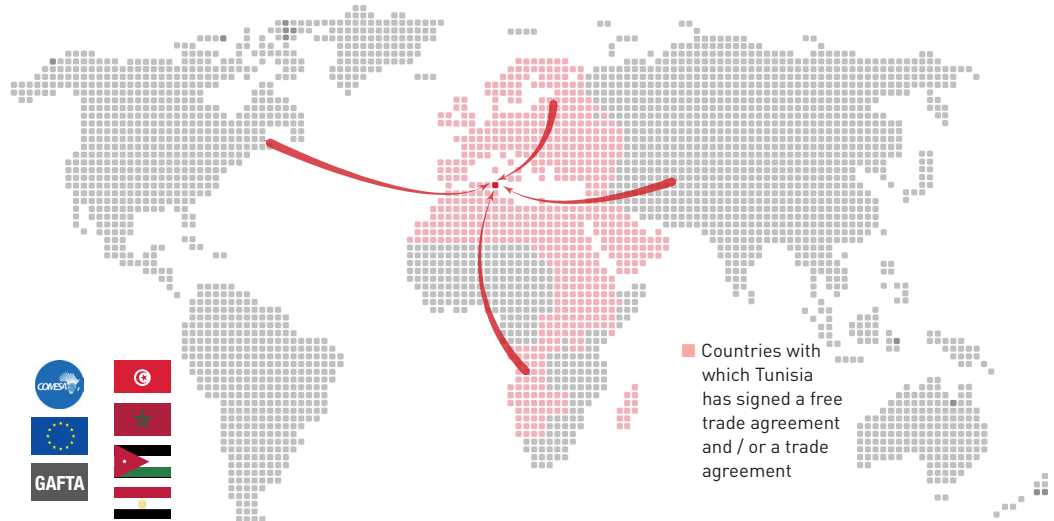 COMESA
GAFTA
Countries with
which Tunisia
has signed a free
trade agreement
and / or a trade
agreement